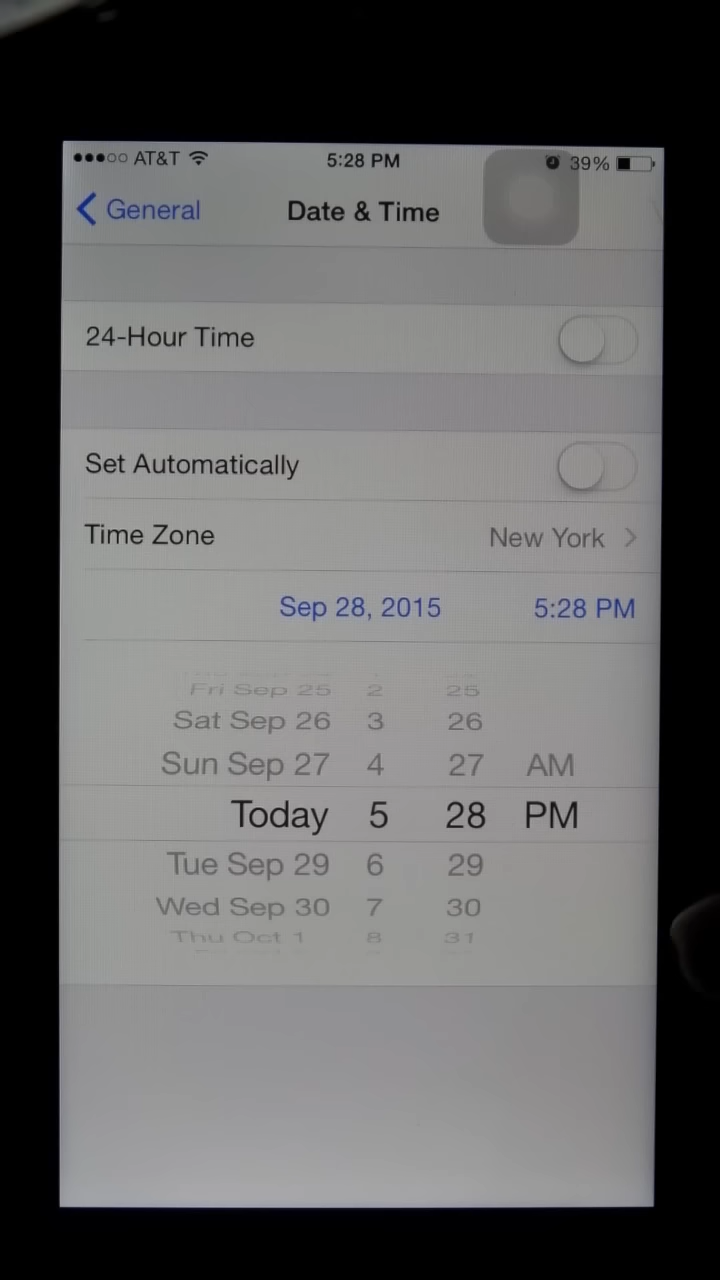 AT&T 5:28 PM 39%
General Date & Time
24-Hour Time
Set Automatically
Time Zone New York
Sep 28, 2015 5:28 PM
Fri Sep 25 2 25
Sat Sep 26 3 26
Sun Sep 27 4 27 AM
Today 5 28 PM
Tue Sep 29 6 29
Wed Sep 30 7 30
Thu Oct 1 8 31